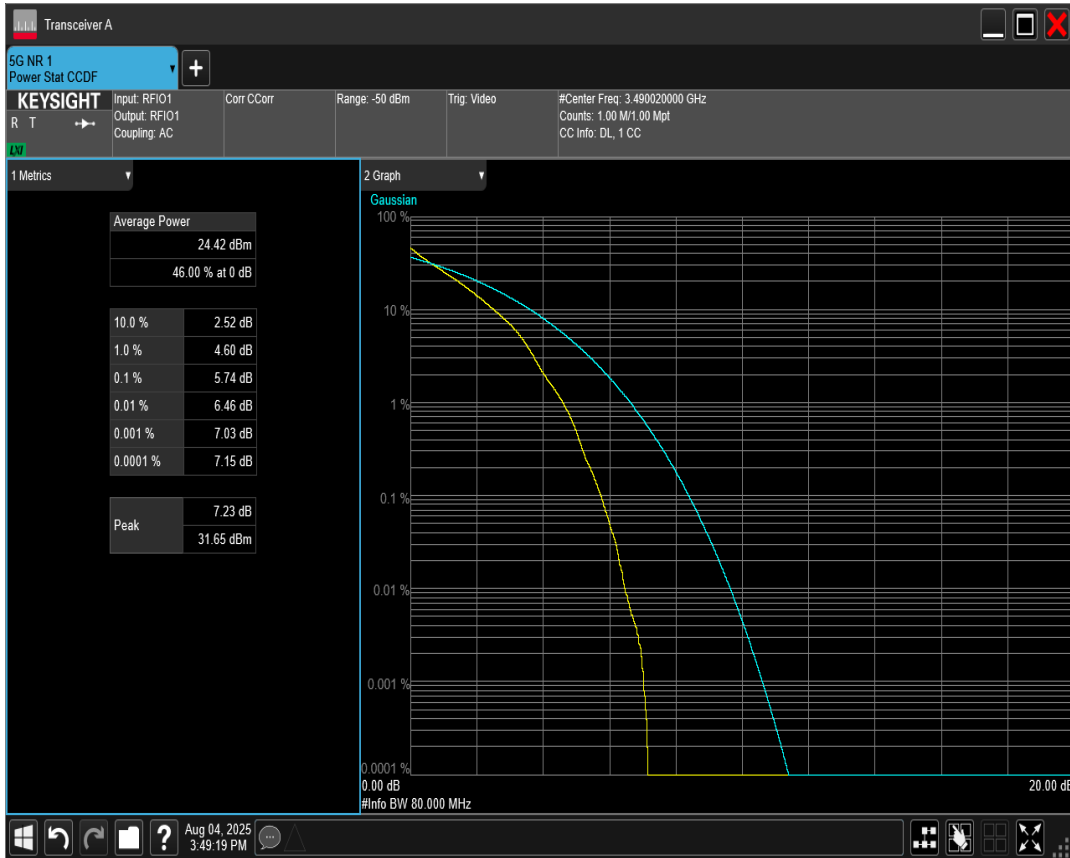 Transceiver A
5G NR 1
Power Stat CCDF
+
KEYSIGHT
R T
LXI
Input: RFIO1
Output: RFIO1
Coupling: AC
Corr CCorr
Range: -50 dBm
Trig: Video
#Center Freq: 3.490020000 GHz
Counts: 1.00 M/1.00 Mpt
CC Info: DL, 1 CC
1 Metrics
Average Power
24.42 dBm
46.00 % at 0 dB
10.0 % 2.52 dB
1.0 % 4.60 dB
0.1 % 5.74 dB
0.01 % 6.46 dB
0.001 % 7.03 dB
0.0001 % 7.15 dB
Peak
7.23 dB
31.65 dBm
2 Graph
Gaussian
100 %
10 %
1 %
0.1 %
0.01 %
0.001 %
0.0001 %
0.00 dB
20.00 dB
#Info BW 80.000 MHz
?
Aug 04, 2025
3:49:19 PM